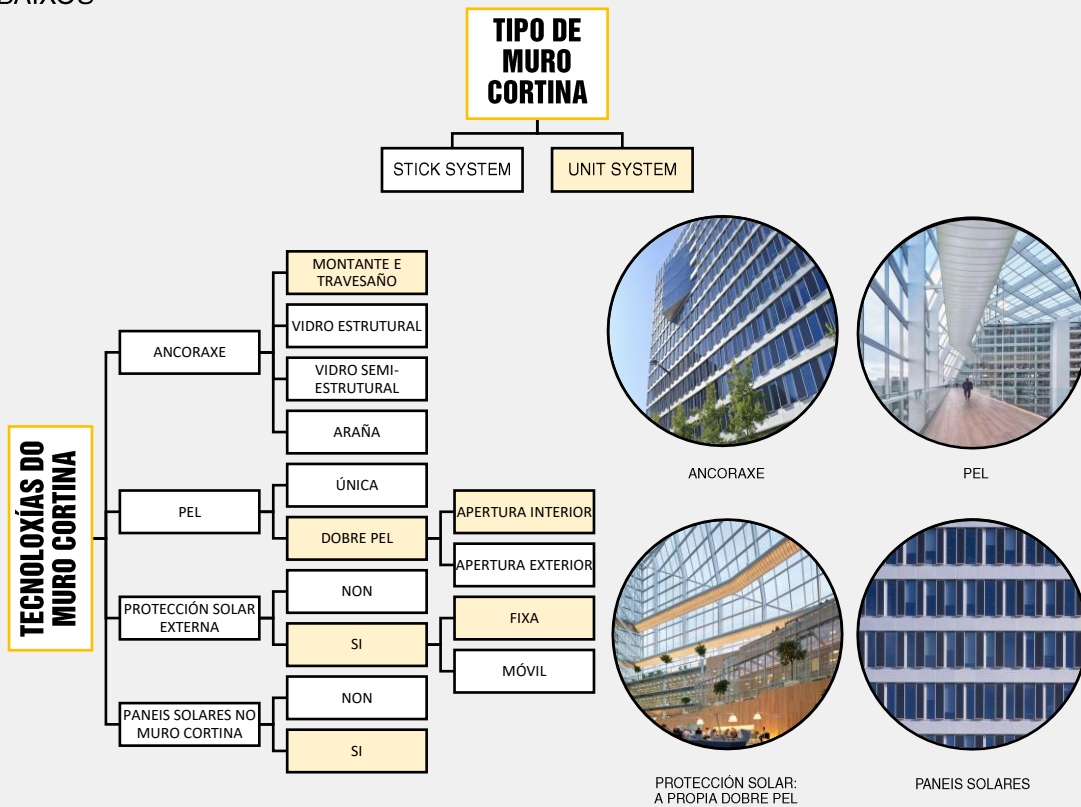 BAIXOS
TIPO DE
MURO
CORTINA
STICK SYSTEM
UNIT SYSTEM
TECNOLOXÍAS DO
MURO CORTINA
ANCORAXE
MONTANTE E
TRAVESAÑO
VIDRO ESTRUTURAL
VIDRO SEMI-
ESTRUTURAL
ARAÑA
PEL
ÚNICA
DOBRE PEL
APERTURA INTERIOR
APERTURA EXTERIOR
PROTECCIÓN SOLAR
EXTERNA
NON
SI
FIXA
MÓVIL
PANEIS SOLARES NO
MURO CORTINA
NON
SI
ANCORAXE
PEL
PROTECCIÓN SOLAR:
A PROPIA DOBRE PEL
PANEIS SOLARES